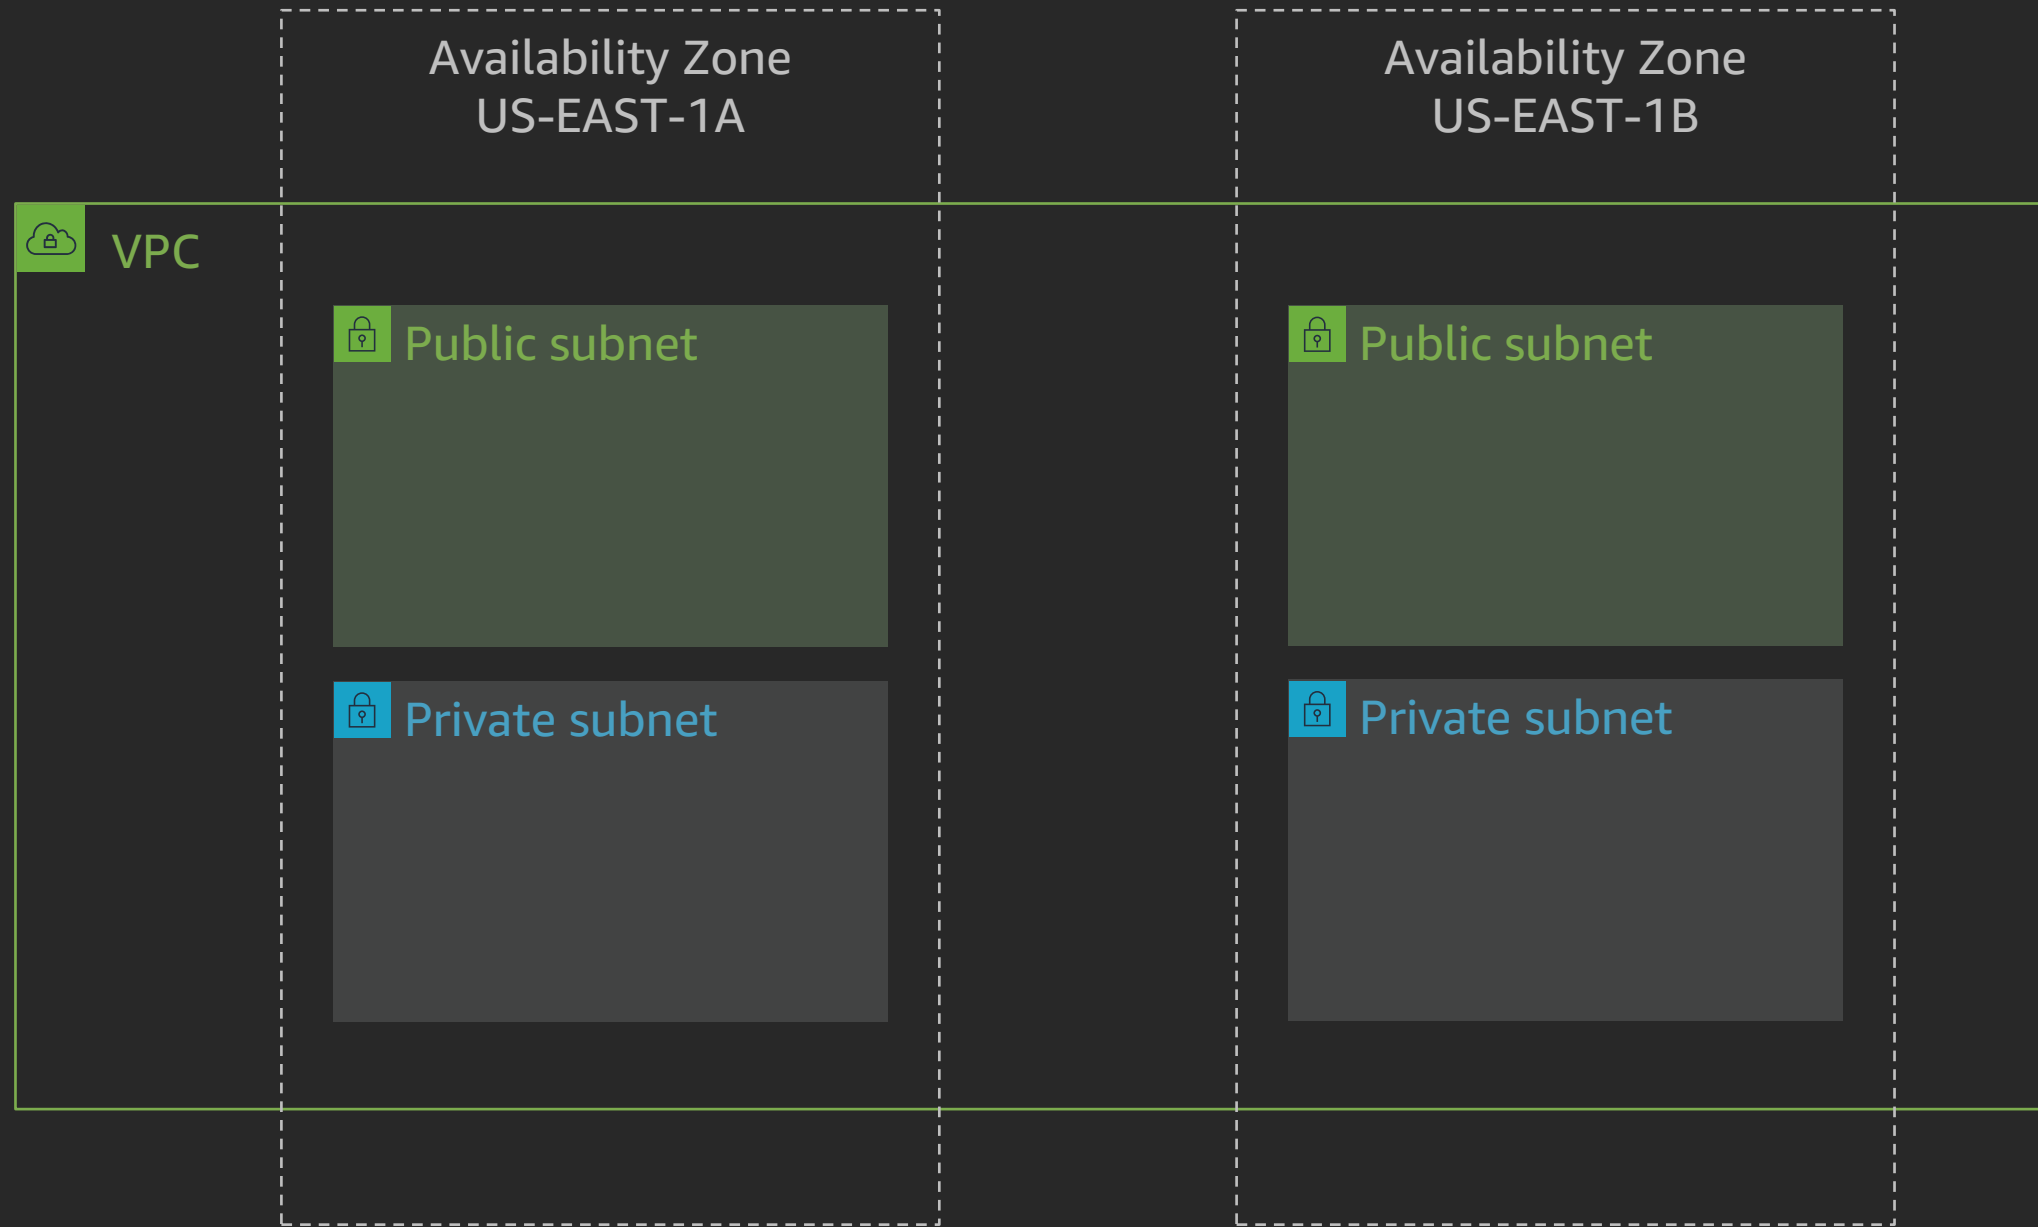 Availability Zone
US-EAST-1A
Availability Zone
US-EAST-1B
VPC
Public subnet
Public subnet
Private subnet
Private subnet